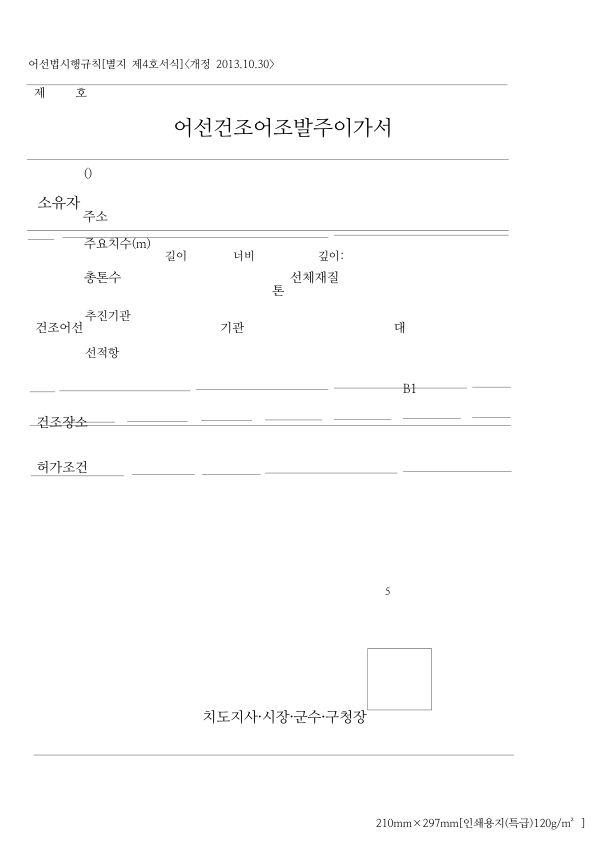 어선법시행규칙[별지 제4호서식]<개정 2013.10.30>
제 호
어선건조어조발주이가서
()
소유자
주소
주요치수(m)
길이 너비 깊이:
총톤수 선체재질
톤
추진기관
건조어선 기관 대
선적항
B1
건조장소
허가조건
5
치도지사·시장·군수·구청장
210mm×297mm[인쇄용지(특급)120g/m² ]